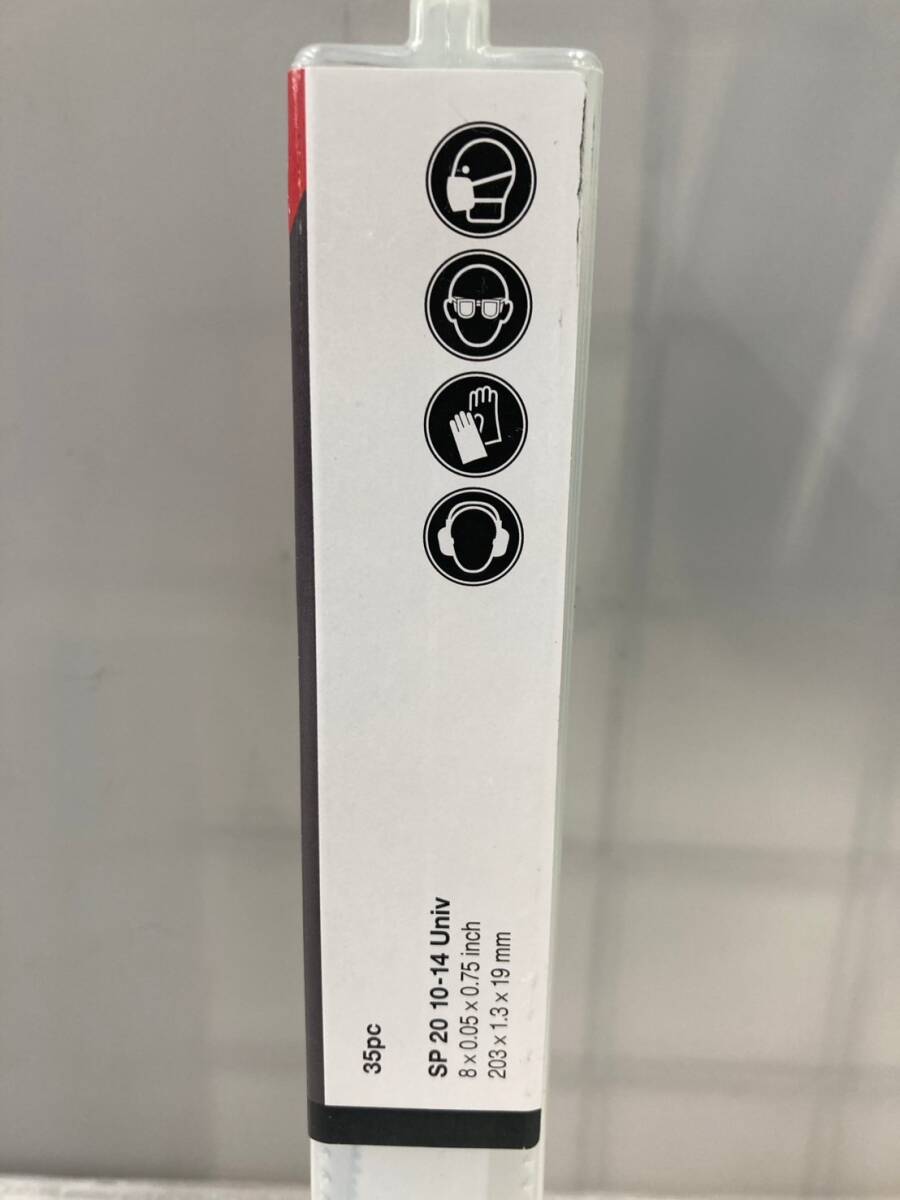 35pc
SP 20 10-14 Univ
8 x 0.05 x 0.75 inch
203 x 1.3 x 19 mm